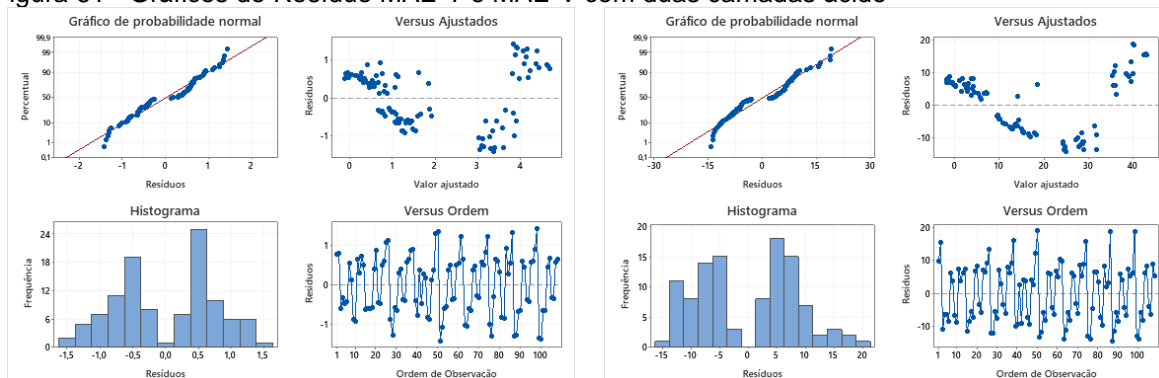 Gráfico de probabilidade normal
99,9
99
90
50
10
1
0,1
Percentual
-2 -1 0 1 2
Resíduos
Versus Ajustados
1
0
-1
Resíduos
0 1 2 3 4
Valor ajustado
Histograma
24
18
12
6
0
Frequência
-1,5 -1,0 -0,5 0,0 0,5 1,0 1,5
Resíduos
Versus Ordem
1
0
-1
Resíduos
1 10 20 30 40 50 60 70 80 90 100
Ordem de Observação
Gráfico de probabilidade normal
99,9
99
90
50
10
1
0,1
Percentual
-30 -15 0 15 30
Resíduos
Versus Ajustados
20
10
0
-10
Resíduos
0 10 20 30 40
Valor ajustado
Histograma
20
15
10
5
0
Frequência
-15 -10 -5 0 5 10 15 20
Resíduos
Versus Ordem
20
10
0
-10
Resíduos
1 10 20 30 40 50 60 70 80 90 100
Ordem de Observação